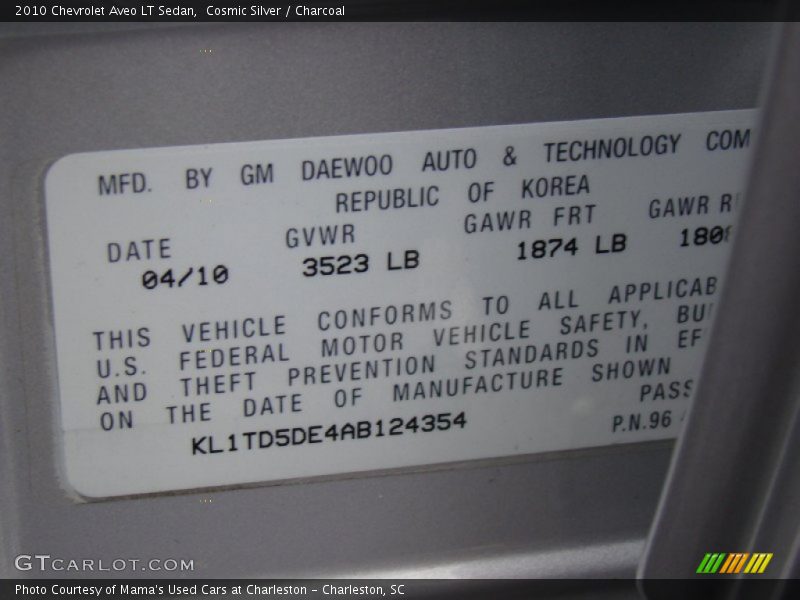 2010 Chevrolet Aveo LT Sedan,  Cosmic Silver / Charcoal
MFD. BY GM DAEWOO AUTO & TECHNOLOGY COM
REPUBLIC OF KOREA
DATE GVWR GAWR FRT GAWR R
04/10 3523 LB 1874 LB 180
THIS VEHICLE CONFORMS TO ALL APPLICAB
U.S. FEDERAL MOTOR VEHICLE SAFETY, BU
AND THEFT PREVENTION STANDARDS IN EF
ON THE DATE OF MANUFACTURE SHOWN
PASS
KL1TD5DE4AB124354 P.N.96
GTCARLOT.COM
Photo Courtesy of Mama's Used Cars at Charleston – Charleston, SC